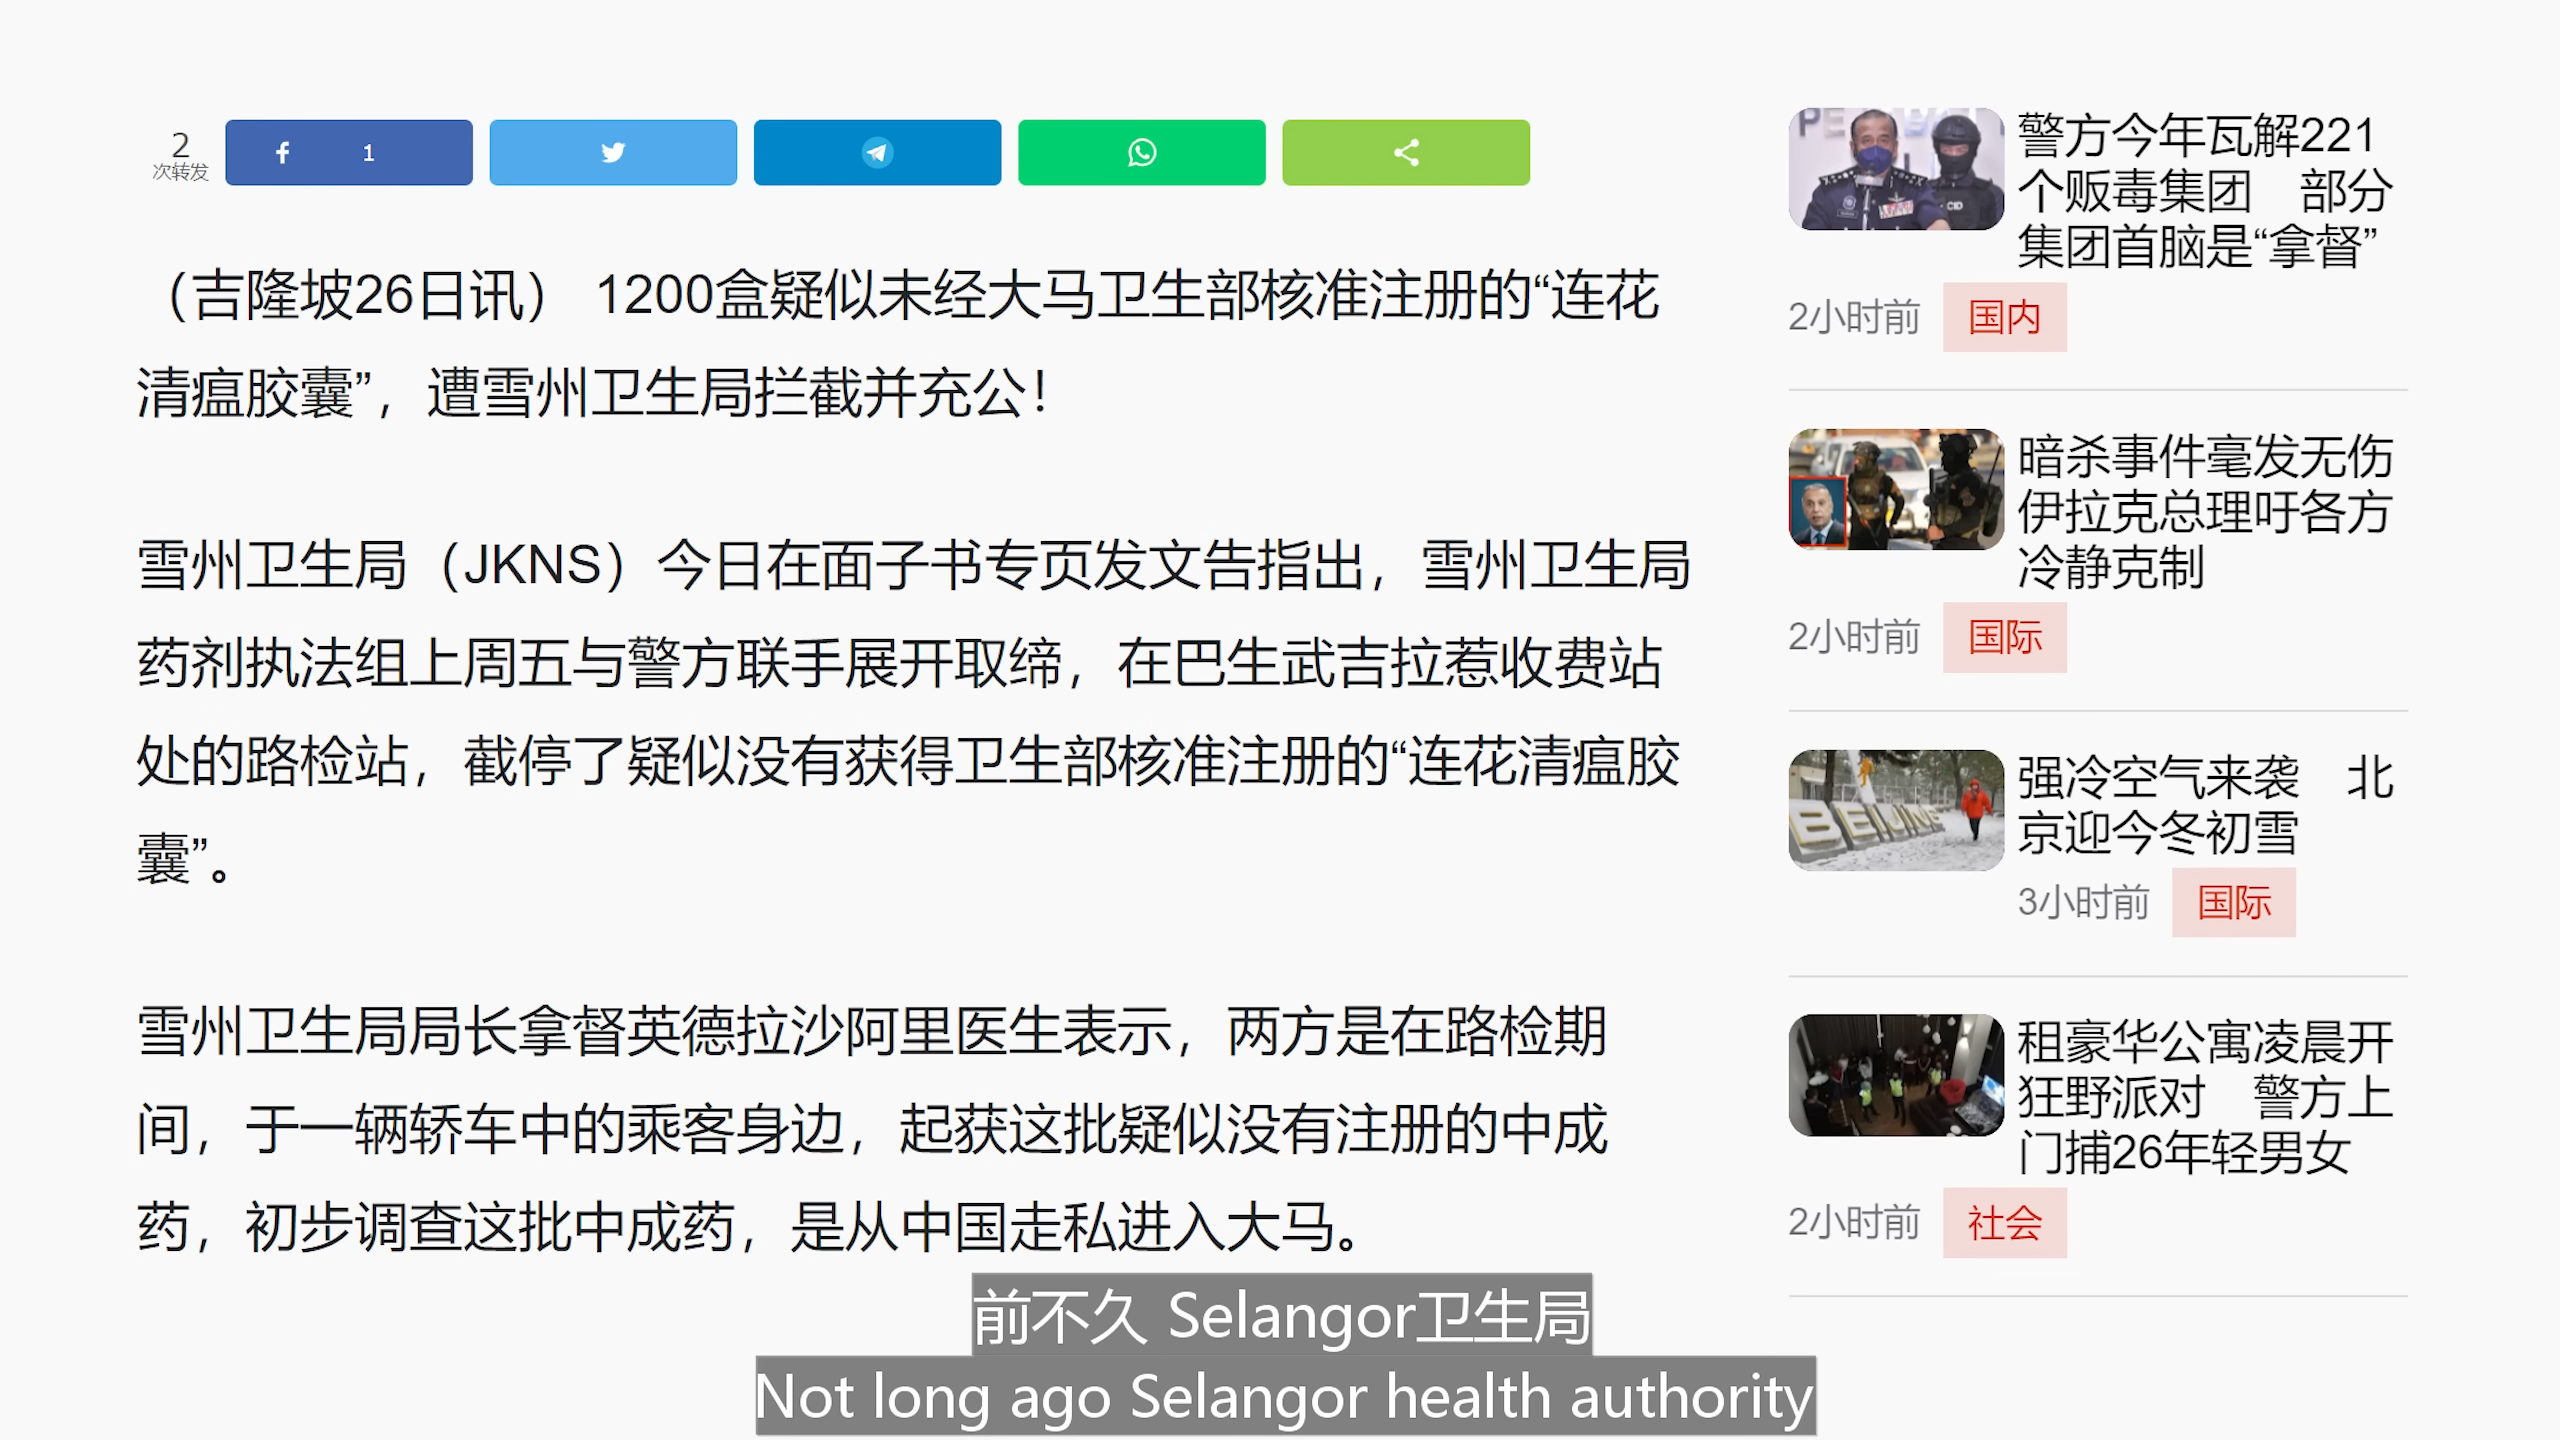 2
次转发
1
（吉隆坡26日讯） 1200盒疑似未经大马卫生部核准注册的“连花
清瘟胶囊”，遭雪州卫生局拦截并充公！
雪州卫生局（JKNS）今日在面子书专页发文告指出，雪州卫生局
药剂执法组上周五与警方联手展开取缔，在巴生武吉拉惹收费站
处的路检站，截停了疑似没有获得卫生部核准注册的“连花清瘟胶
囊”。
雪州卫生局局长拿督英德拉沙阿里医生表示，两方是在路检期
间，于一辆轿车中的乘客身边，起获这批疑似没有注册的中成
药，初步调查这批中成药，是从中国走私进入大马。
警方今年瓦解221
个贩毒集团　部分
集团首脑是“拿督”
2小时前 国内
暗杀事件毫发无伤
伊拉克总理吁各方
冷静克制
2小时前 国际
BEIJING
强冷空气来袭　北
京迎今冬初雪
3小时前 国际
租豪华公寓凌晨开
狂野派对　警方上
门捕26年轻男女
2小时前 社会
前不久 Selangor卫生局
Not long ago Selangor health authority